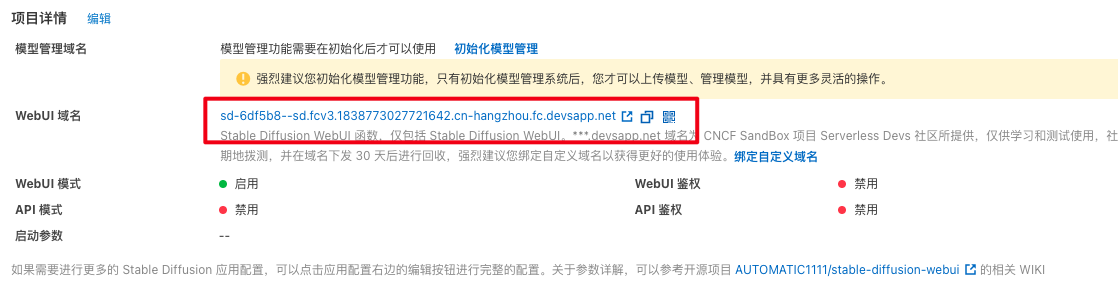 项目详情 编辑
模型管理域名 模型管理功能需要在初始化后才可以使用 初始化模型管理
强烈建议您初始化模型管理功能，只有初始化模型管理系统后，您才可以上传模型、管理模型，并具有更多灵活的操作。
WebUI 域名 sd-6df5b8--sd.fcv3.1838773027721642.cn-hangzhou.fc.devsapp.net
Stable Diffusion WebUI 函数，仅包括 Stable Diffusion WebUI。***.devsapp.net 域名为 CNCF SandBox 项目 Serverless Devs 社区所提供，仅供学习和测试使用，社
期地拨测，并在域名下发 30 天后进行回收，强烈建议您绑定自定义域名以获得更好的使用体验。绑定自定义域名
WebUI 模式 启用 WebUI 鉴权 禁用
API 模式 禁用 API 鉴权 禁用
启动参数 --
如果需要进行更多的 Stable Diffusion 应用配置，可以点击应用配置右边的编辑按钮进行完整的配置。关于参数详解，可以参考开源项目 AUTOMATIC1111/stable-diffusion-webui 的相关 WIKI